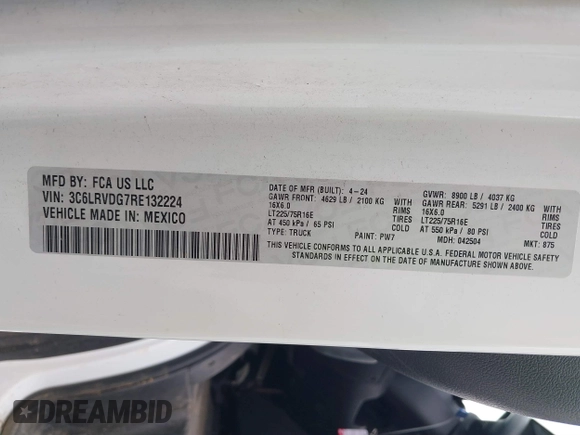 MFD BY: FCA US LLC
VIN: 3C6LRVDG7RE132224
VEHICLE MADE IN: MEXICO
DATE OF MFR (BUILT): 4-24 GVWR: 8900 LB / 4037 KG
GAWR FRONT: 4629 LB / 2100 KG GAWR REAR: 5291 LB / 2400 KG
16X6.0 RIMS 16X6.0 RIMS
LT225/75R16E TIRES LT225/75R16E TIRES
AT 450 kPa / 65 PSI COLD AT 550 kPa / 80 PSI COLD
TYPE: TRUCK PAINT: PW7 MDH: 042504 MKT: 875
THIS VEHICLE CONFORMS TO ALL APPLICABLE U.S.A. FEDERAL MOTOR VEHICLE SAFETY
STANDARDS IN EFFECT ON THE DATE OF MANUFACTURE SHOWN ABOVE.
DREAMBID